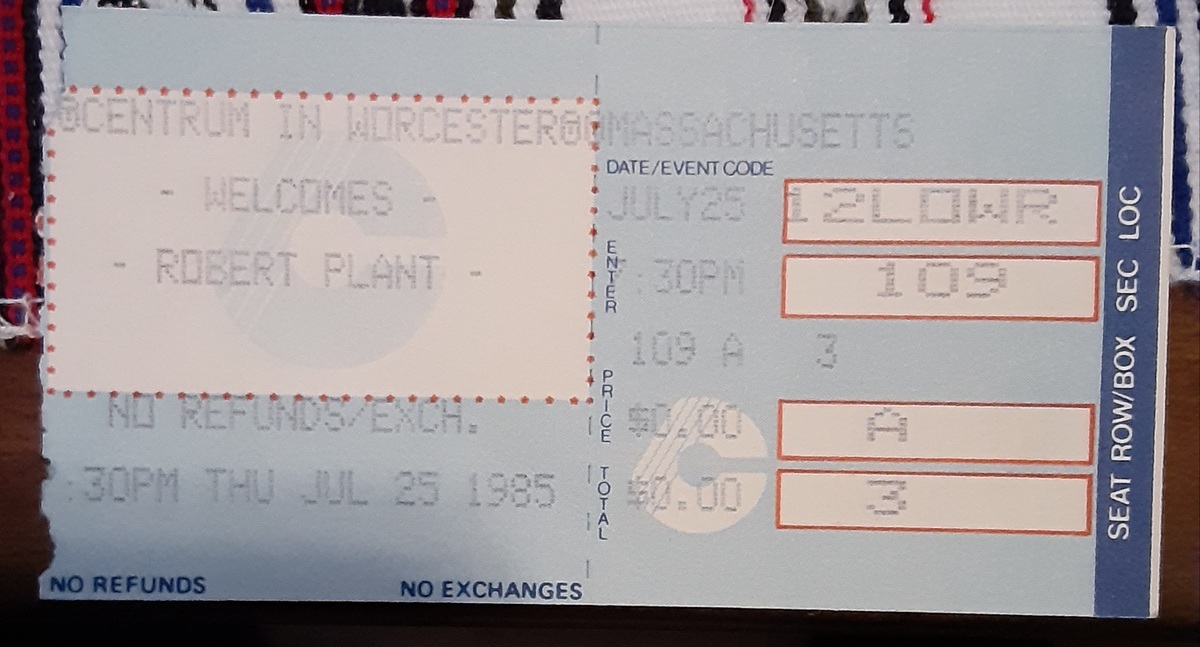 @CENTRUM IN WORCESTER@@MASSACHUSETTS
- WELCOMES -
- ROBERT PLANT -
NO REFUNDS/EXCH.
:30PM THU JUL 25 1985
NO REFUNDS NO EXCHANGES
DATE/EVENT CODE
JULY25 12LOWR
ENTER
:30PM 109
109 A 3
PRICE
$0.00 A
TOTAL
$0.00 3
SEAT ROW/BOX SEC LOC